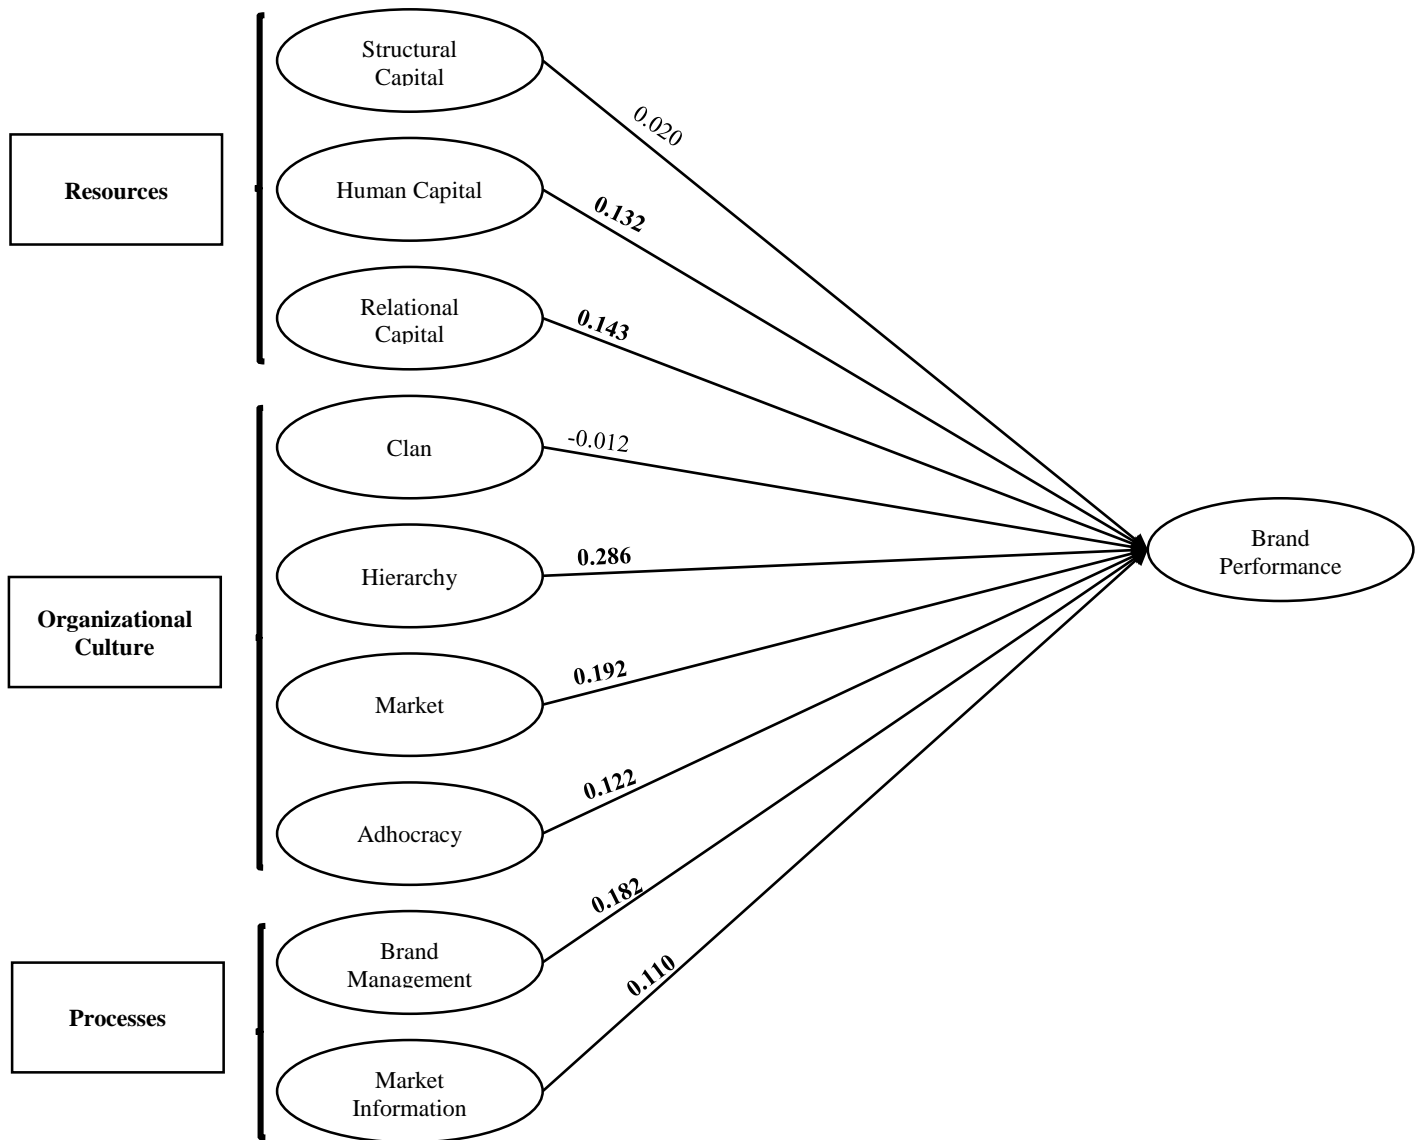 Structural
Capital
0.020
Resources
Human Capital
0.132
Relational
Capital
0.143
Clan
-0.012
Hierarchy
0.286
Brand
Performance
Organizational
Culture
Market
0.192
Adhocracy
0.122
Brand
Management
0.182
Processes
Market
Information
0.110